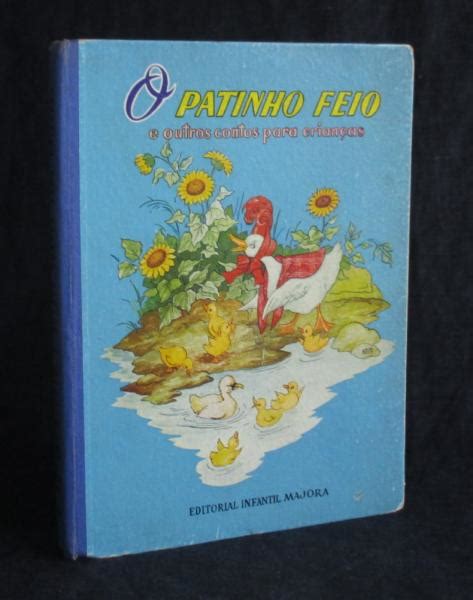 O PATINHO FEIO
e outros contos para crianças
EDITORIAL INFANTIL MAJORA